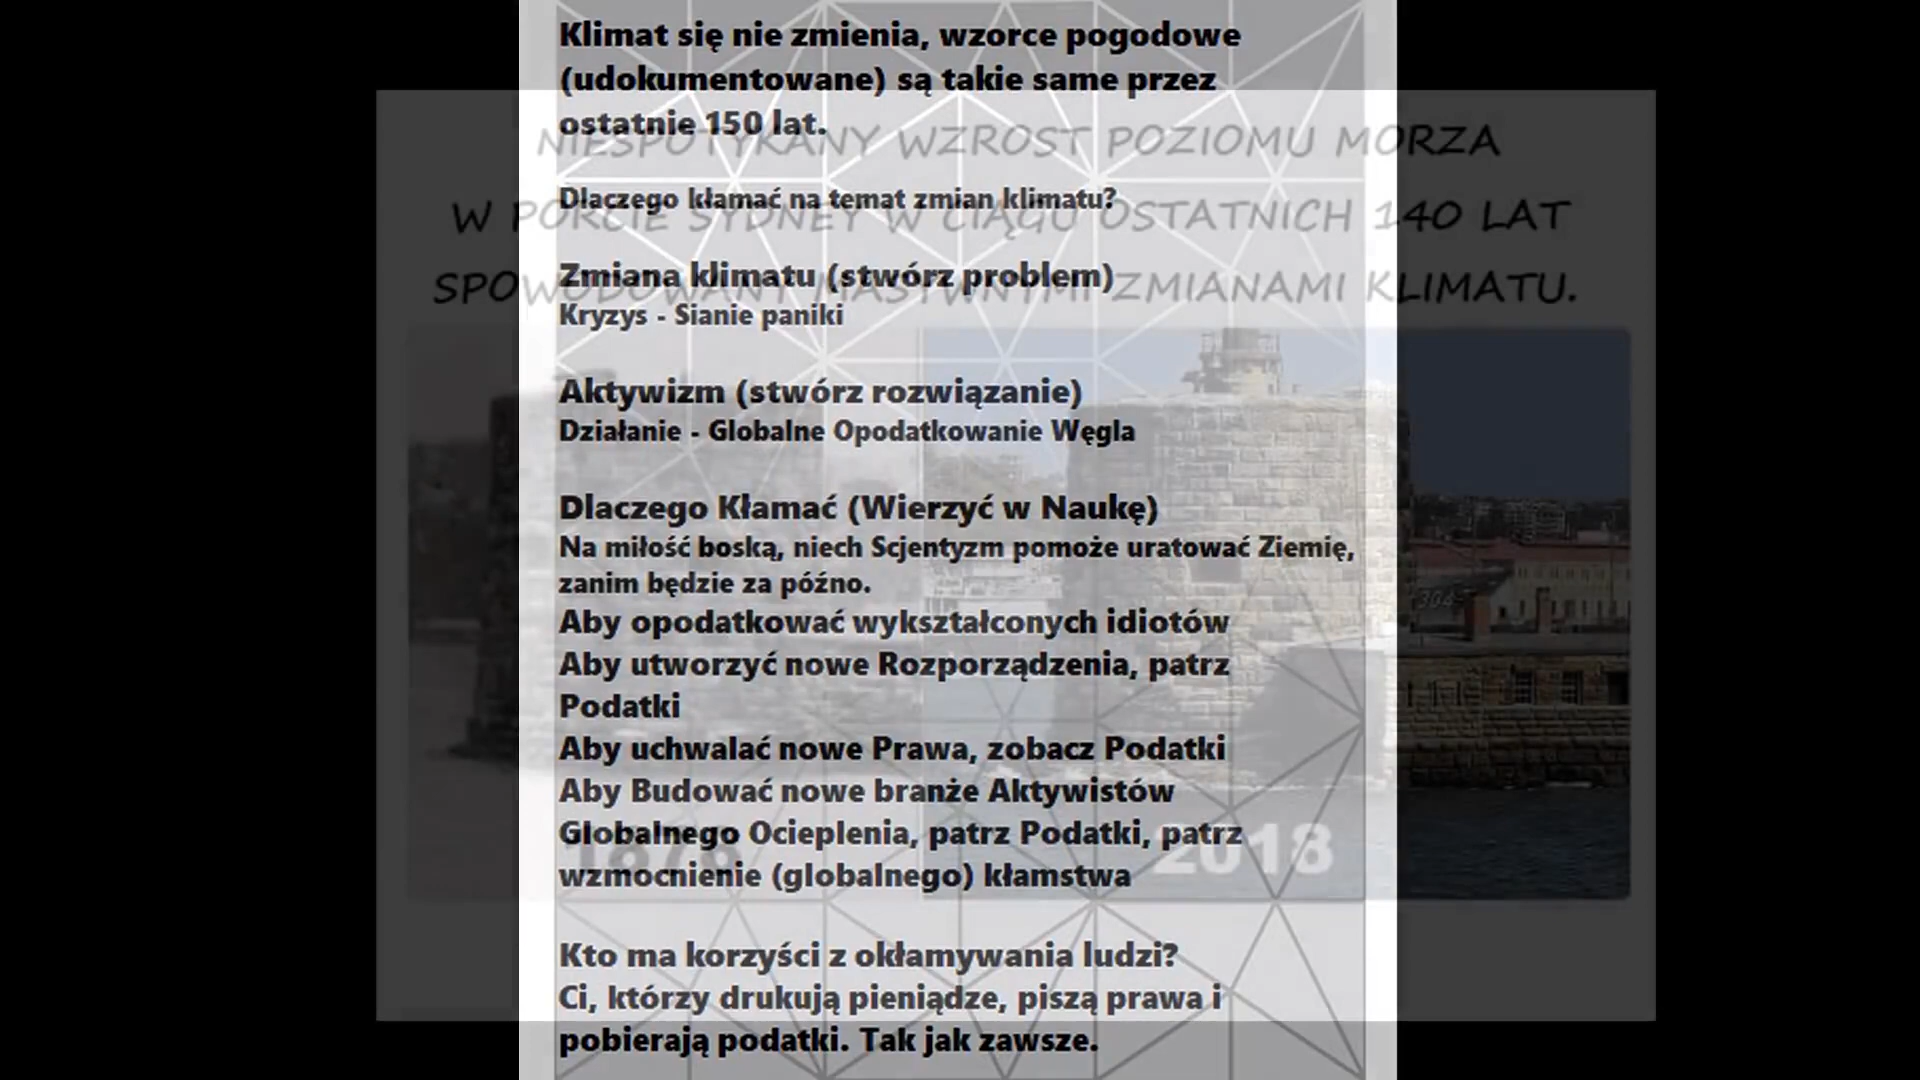 Klimat się nie zmienia, wzorce pogodowe
(udokumentowane) są takie same przez
ostatnie 150 lat.
NIESPOTYKANY WZROST POZIOMU MORZA
Dlaczego kłamać na temat zmian klimatu?
W PORCIE SYDNEY W CIĄGU OSTATNICH 140 LAT
Zmiana klimatu (stwórz problem)
SPOWODOWANY MASYWNYMI ZMIANAMI KLIMATU.
Kryzys - Sianie paniki
Aktywizm (stwórz rozwiązanie)
Działanie - Globalne Opodatkowanie Węgla
Dlaczego Kłamać (Wierzyć w Naukę)
Na miłość boską, niech Scjentyzm pomoże uratować Ziemię,
zanim będzie za późno.
Aby opodatkować wykształconych idiotów
Aby utworzyć nowe Rozporządzenia, patrz
Podatki
Aby uchwalać nowe Prawa, zobacz Podatki
Aby Budować nowe branże Aktywistów
Globalnego Ocieplenia, patrz Podatki, patrz
2018
wzmocnienie (globalnego) kłamstwa
Kto ma korzyści z okłamywania ludzi?
Ci, którzy drukują pieniądze, piszą prawa i
pobierają podatki. Tak jak zawsze.